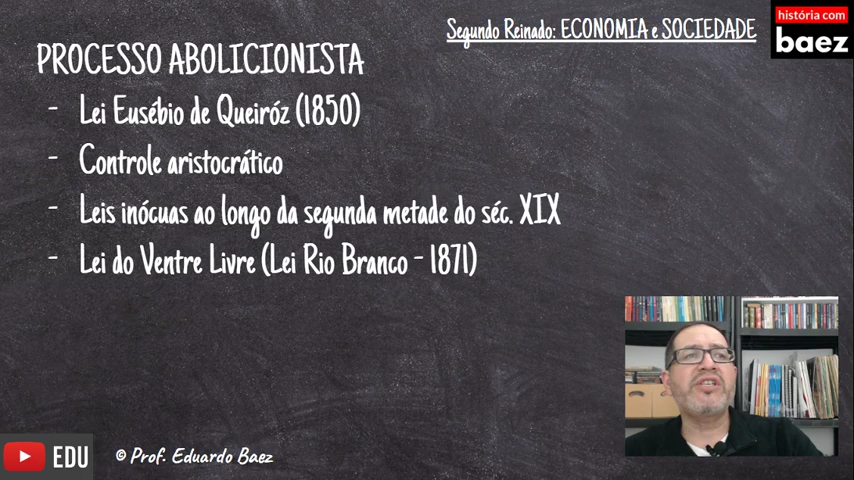 Segundo Reinado: ECONOMIA e SOCIEDADE
história com
baez
PROCESSO ABOLICIONISTA
- Lei Eusébio de Queiróz (1850)
- Controle aristocrático
- Leis inócuas ao longo da segunda metade do séc. XIX
- Lei do Ventre Livre (Lei Rio Branco - 1871)
EDU
© Prof. Eduardo Baez